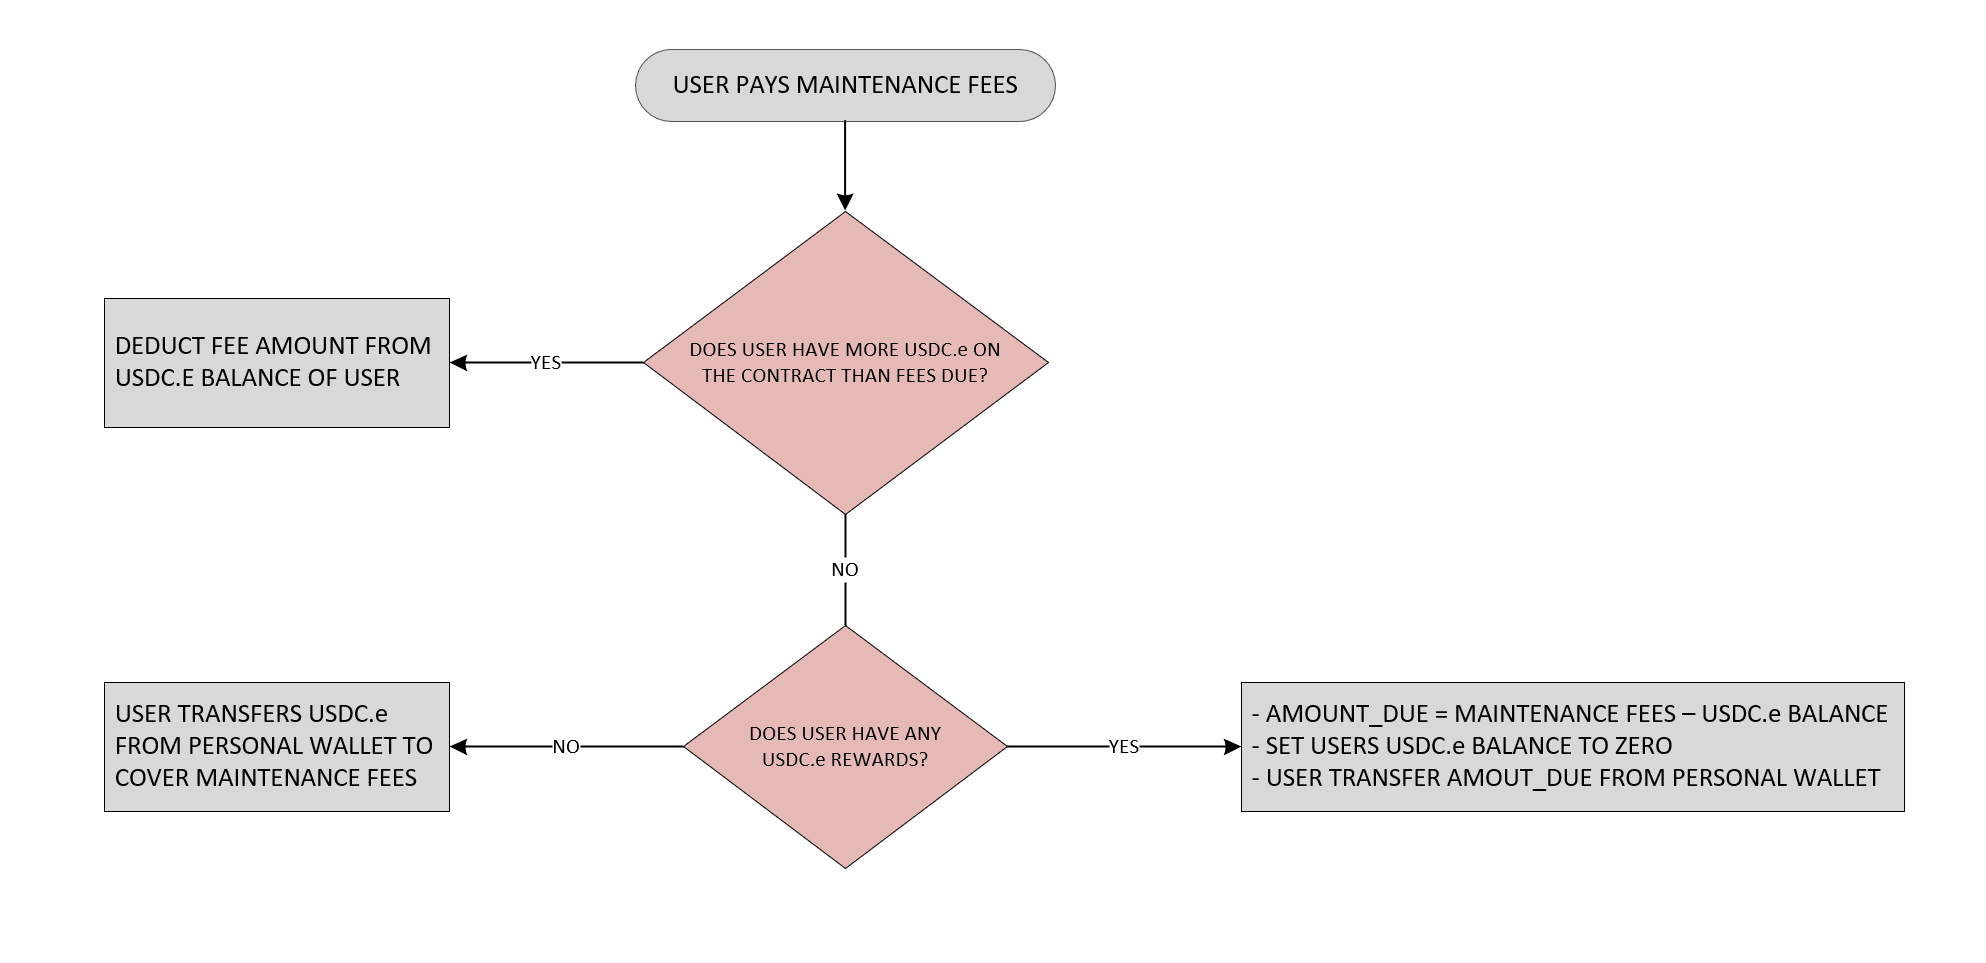 USER PAYS MAINTENANCE FEES
DOES USER HAVE MORE USDC.e ON
THE CONTRACT THAN FEES DUE?
YES
DEDUCT FEE AMOUNT FROM
USDC.E BALANCE OF USER
NO
DOES USER HAVE ANY
USDC.e REWARDS?
NO
USER TRANSFERS USDC.e
FROM PERSONAL WALLET TO
COVER MAINTENANCE FEES
YES
- AMOUNT_DUE = MAINTENANCE FEES – USDC.e BALANCE
- SET USERS USDC.e BALANCE TO ZERO
- USER TRANSFER AMOUT_DUE FROM PERSONAL WALLET